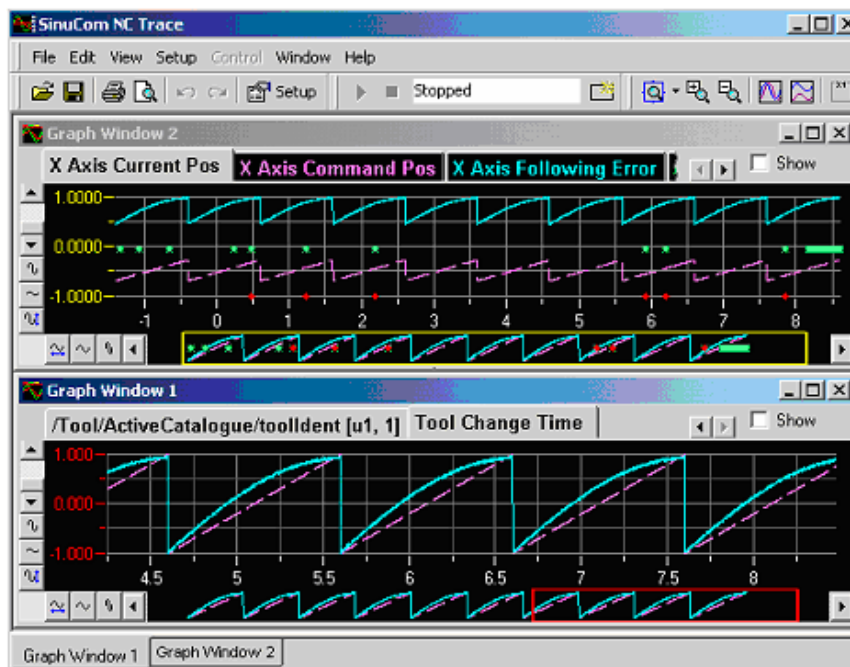 SinuCom NC Trace
File Edit View Setup Control Window Help
Setup Stopped
Graph Window 2
X Axis Current Pos X Axis Command Pos X Axis Following Error Show
1.0000
0.0000
-1.0000
-1 0 1 2 3 4 5 6 7 8
Graph Window 1
/Tool/ActiveCatalogue/toolIdent [u1, 1] Tool Change Time Show
1.000
0.000
-1.000
4.5 5 5.5 6 6.5 7 7.5 8
Graph Window 1 Graph Window 2